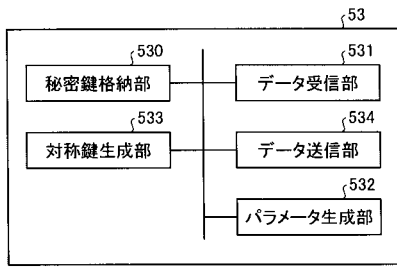 53
530
秘密鍵格納部
531
データ受信部
533
対称鍵生成部
534
データ送信部
532
パラメータ生成部